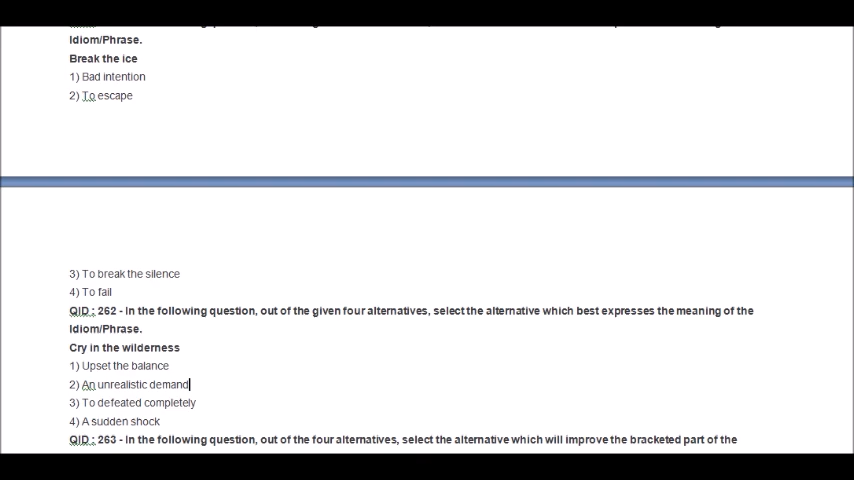 Idiom/Phrase.
Break the ice
1) Bad intention
2) To escape
3) To break the silence
4) To fail
QID : 262 - In the following question, out of the given four alternatives, select the alternative which best expresses the meaning of the
Idiom/Phrase.
Cry in the wilderness
1) Upset the balance
2) An unrealistic demand
3) To defeated completely
4) A sudden shock
QID : 263 - In the following question, out of the four alternatives, select the alternative which will improve the bracketed part of the